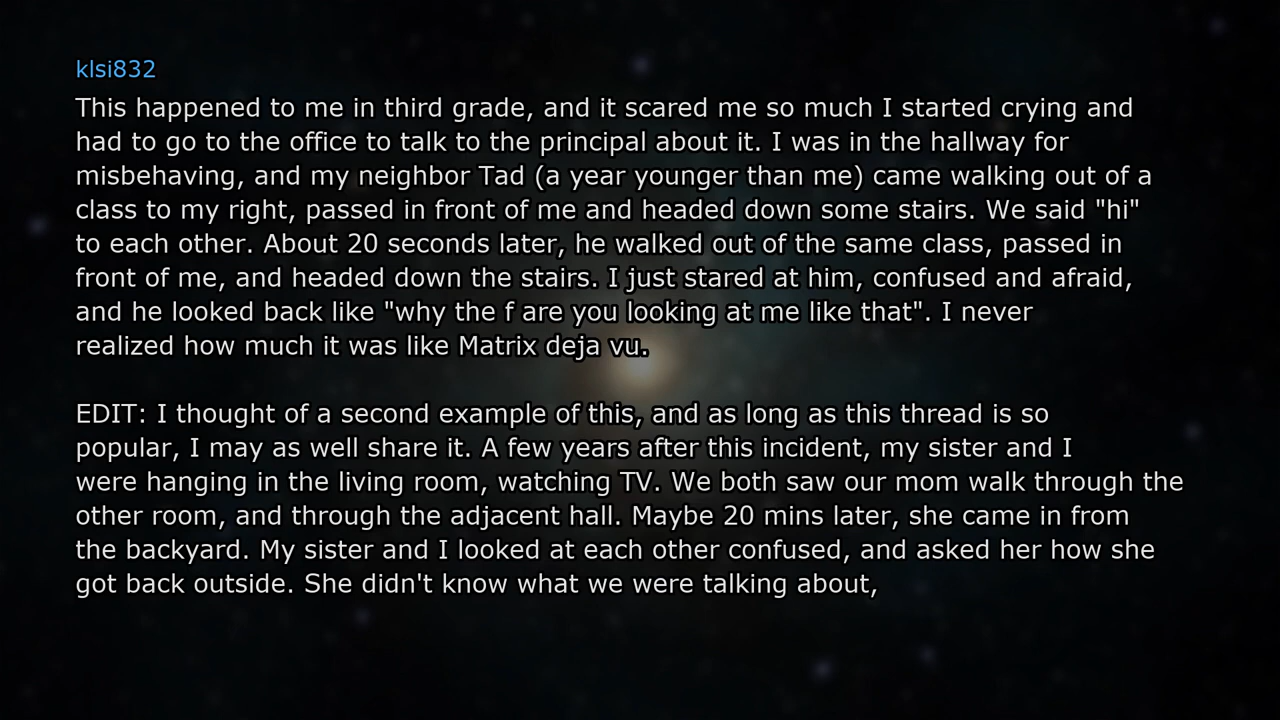 klsi832
This happened to me in third grade, and it scared me so much I started crying and
had to go to the office to talk to the principal about it. I was in the hallway for
misbehaving, and my neighbor Tad (a year younger than me) came walking out of a
class to my right, passed in front of me and headed down some stairs. We said "hi"
to each other. About 20 seconds later, he walked out of the same class, passed in
front of me, and headed down the stairs. I just stared at him, confused and afraid,
and he looked back like "why the f are you looking at me like that". I never
realized how much it was like Matrix deja vu.
EDIT: I thought of a second example of this, and as long as this thread is so
popular, I may as well share it. A few years after this incident, my sister and I
were hanging in the living room, watching TV. We both saw our mom walk through the
other room, and through the adjacent hall. Maybe 20 mins later, she came in from
the backyard. My sister and I looked at each other confused, and asked her how she
got back outside. She didn't know what we were talking about,